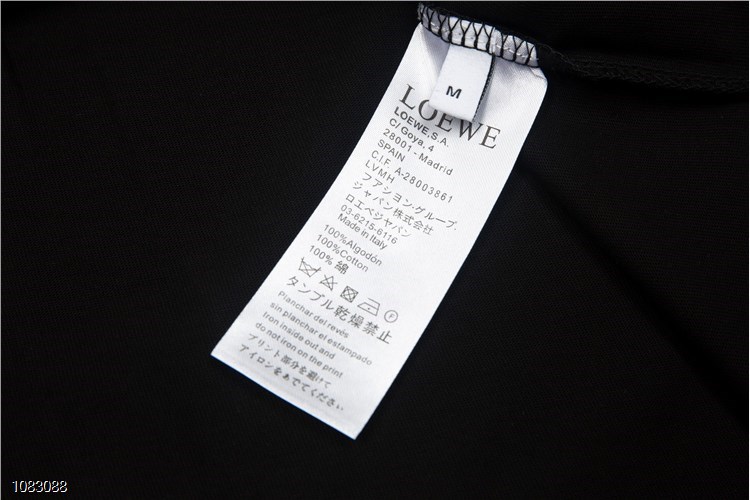 M
LOEWE
LOEWE,S.A.
C/ Goya, 4
28001 - Madrid
SPAIN
C.I.F. A-28003861
LVMH
ファション・グループ・
ジャパン株式会社
ロエベジャパン
03-6215-6116
Made in Italy
100%Algodón
100%Cotton
100% 綿
タンブル乾燥禁止
Planchar del revés
sin planchar el estampado
Iron inside out and
do not iron on the print
プリント部分を避けて
アイロンをあててください
1083088